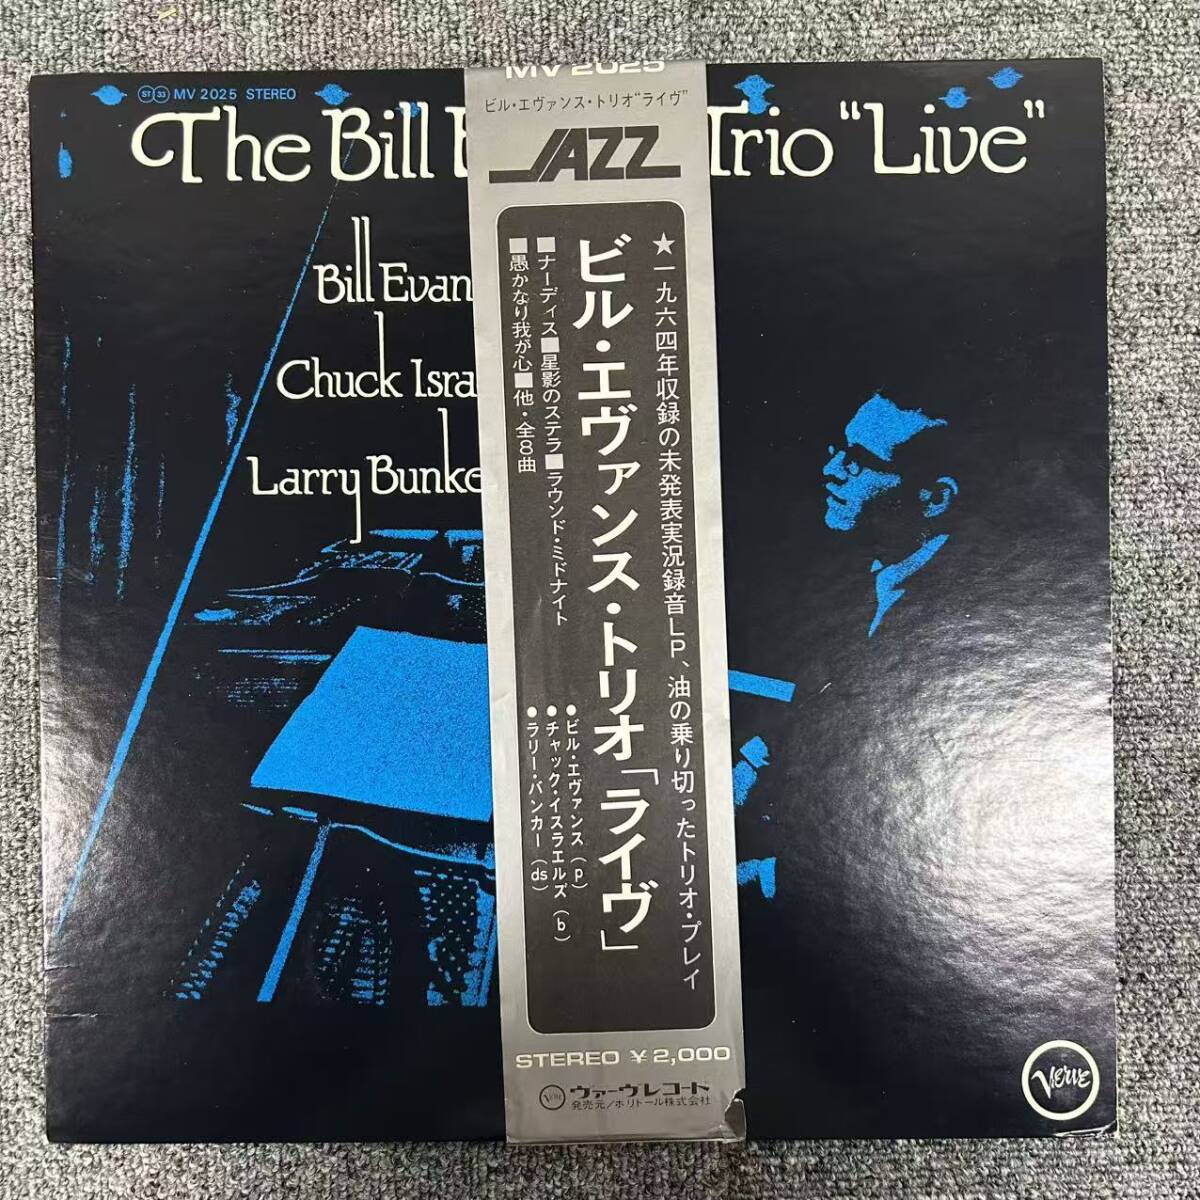 ST 33 MV 2025 STEREO
The Bill E Trio "Live"
Bill Evan
Chuck Isra
Larry Bunke
MV 2025
ビル・エヴァンス・トリオ"ライヴ"
JAZZ
★一九六四年収録の未発表実況録音LP、油の乗り切ったトリオ・プレイ
ビル・エヴァンス・トリオ「ライヴ」
■ナーディス■星影のステラ■ラウンド・ミドナイト
■愚かなり我が心■他・全8曲
●ビル・エヴァンス(p)
●チャック・イスラエルズ(b)
●ラリー・バンカー(ds)
STEREO ¥2,000
ヴァーヴレコード
発売元/ポリドール株式会社
VERVE